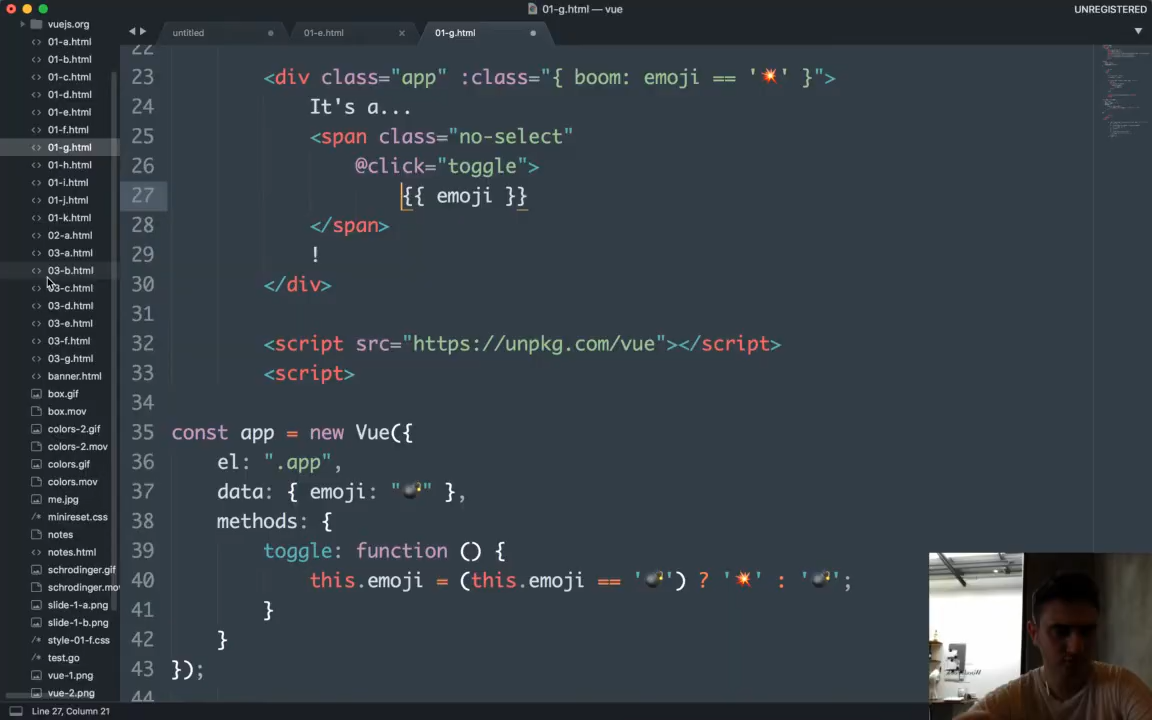 01-g.html — vue
UNREGISTERED
untitled
01-e.html
01-g.html
vuejs.org
01-a.html
01-b.html
01-c.html
01-d.html
01-e.html
01-f.html
01-g.html
01-h.html
01-i.html
01-j.html
01-k.html
02-a.html
03-a.html
03-b.html
03-c.html
03-d.html
03-e.html
03-f.html
03-g.html
banner.html
box.gif
box.mov
colors-2.gif
colors-2.mov
colors.gif
colors.mov
me.jpg
minireset.css
notes
notes.html
schrodinger.gif
schrodinger.mov
slide-1-a.png
slide-1-b.png
style-01-f.css
test.go
vue-1.png
vue-2.png
22
23 <div class="app" :class="{ boom: emoji == '💥' }">
24 It's a...
25 <span class="no-select"
26 @click="toggle">
27 {{ emoji }}
28 </span>
29 !
30 </div>
31
32 <script src="https://unpkg.com/vue"></script>
33 <script>
34
35 const app = new Vue({
36 el: ".app",
37 data: { emoji: "💣" },
38 methods: {
39 toggle: function () {
40 this.emoji = (this.emoji == '💣') ? '💥' : '💣';
41 }
42 }
43 });
44
Line 27, Column 21